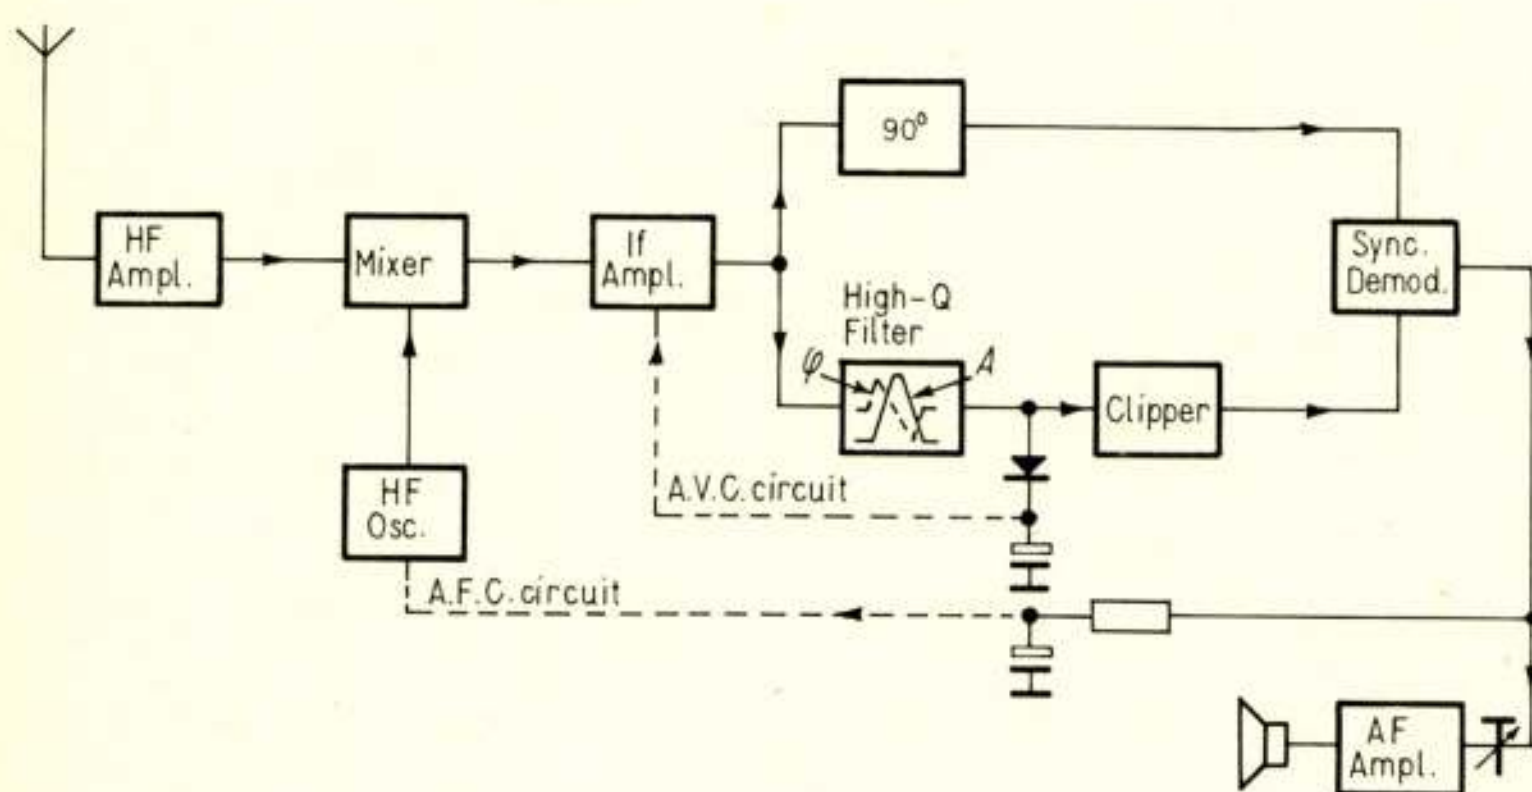 90°
HF
Ampl.
Mixer
If
Ampl.
Sync.
Demod.
High-Q
Filter
φ
A
Clipper
HF
Osc.
A.V.C. circuit
A.F.C. circuit
AF
Ampl.